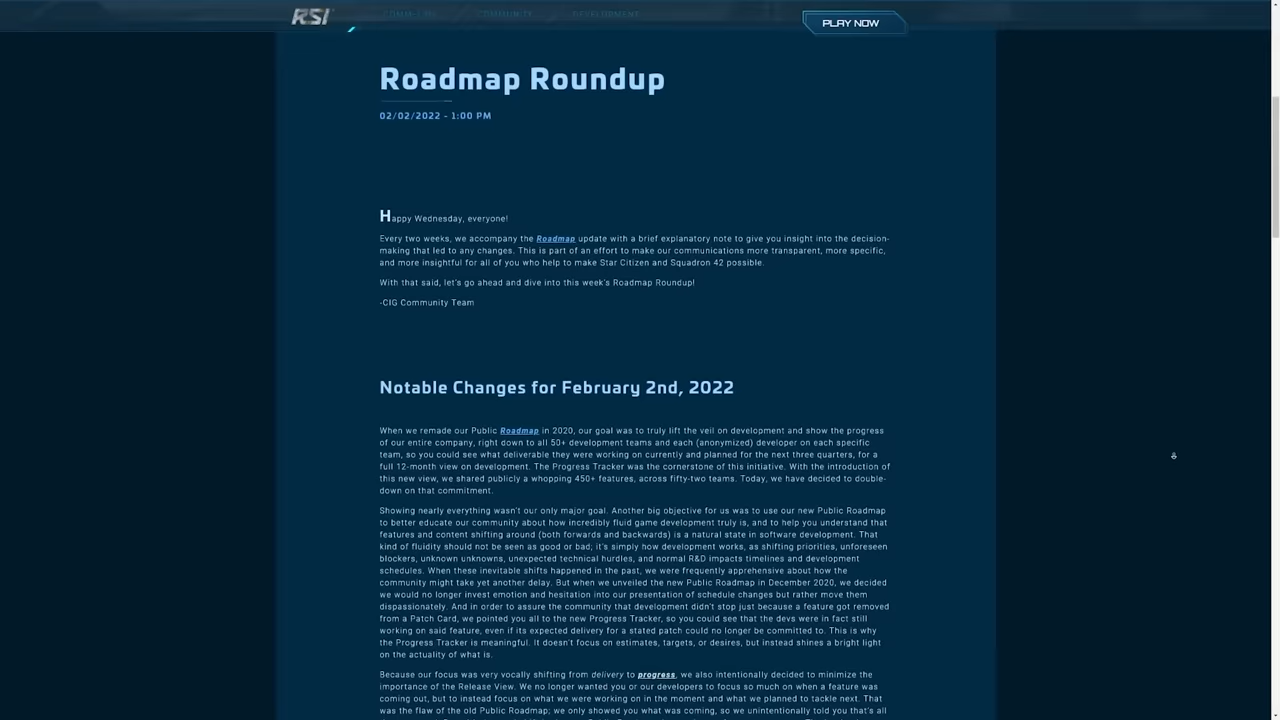 RSI
COMM-LINK COMMUNITY DEVELOPMENT
PLAY NOW
Roadmap Roundup
02/02/2022 - 1:00 PM
Happy Wednesday, everyone!
Every two weeks, we accompany the Roadmap update with a brief explanatory note to give you insight into the decision-
making that led to any changes. This is part of an effort to make our communications more transparent, more specific,
and more insightful for all of you who help to make Star Citizen and Squadron 42 possible.
With that said, let's go ahead and dive into this week's Roadmap Roundup!
-CIG Community Team
Notable Changes for February 2nd, 2022
When we remade our Public Roadmap in 2020, our goal was to truly lift the veil on development and show the progress
of our entire company, right down to all 50+ development teams and each (anonymized) developer on each specific
team, so you could see what deliverable they were working on currently and planned for the next three quarters, for a
full 12-month view on development. The Progress Tracker was the cornerstone of this initiative. With the introduction of
this new view, we shared publicly a whopping 450+ features, across fifty-two teams. Today, we have decided to double-
down on that commitment.
Showing nearly everything wasn't our only major goal. Another big objective for us was to use our new Public Roadmap
to better educate our community about how incredibly fluid game development truly is, and to help you understand that
features and content shifting around (both forwards and backwards) is a natural state in software development. That
kind of fluidity should not be seen as good or bad; it's simply how development works, as shifting priorities, unforeseen
blockers, unknown unknowns, unexpected technical hurdles, and normal R&D impacts timelines and development
schedules. When these inevitable shifts happened in the past, we were frequently apprehensive about how the
community might take yet another delay. But when we unveiled the new Public Roadmap in December 2020, we decided
we would no longer invest emotion and hesitation into our presentation of schedule changes but rather move them
dispassionately. And in order to assure the community that development didn't stop just because a feature got removed
from a Patch Card, we pointed you all to the new Progress Tracker, so you could see that the devs were in fact still
working on said feature, even if its expected delivery for a stated patch could no longer be committed to. This is why
the Progress Tracker is meaningful. It doesn't focus on estimates, targets, or desires, but instead shines a bright light
on the actuality of what is.
Because our focus was very vocally shifting from delivery to progress, we also intentionally decided to minimize the
importance of the Release View. We no longer wanted you or our developers to focus so much on when a feature was
coming out, but to instead focus on what we were working on in the moment and what we planned to tackle next. That
was the flaw of the old Public Roadmap; we only showed you what was coming, so we unintentionally told you that's all